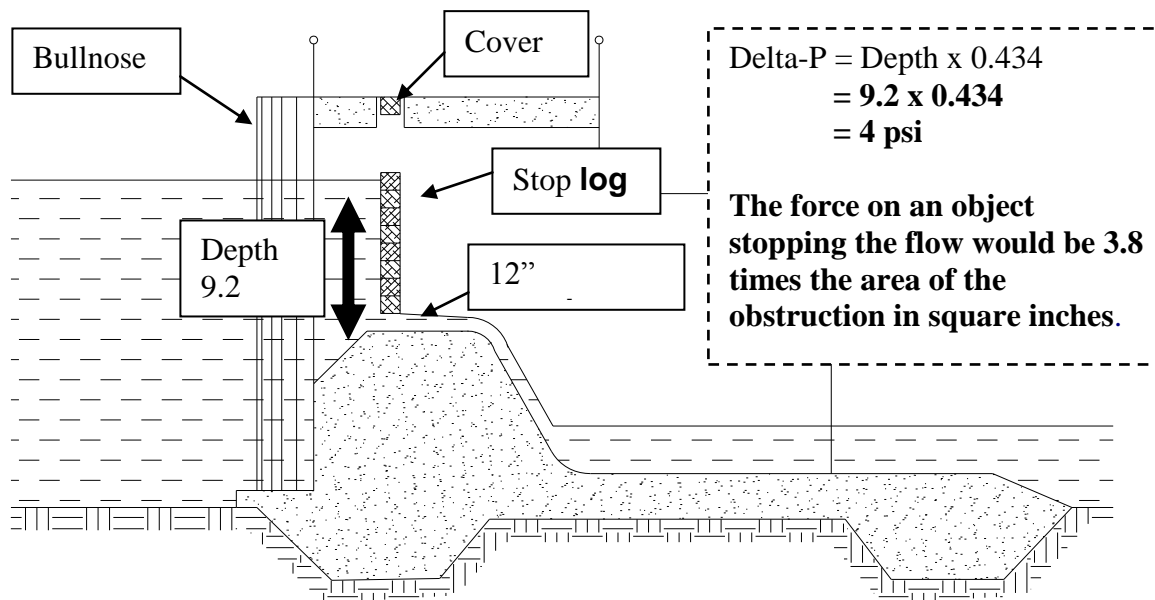 Bullnose
Cover
Stop log
Depth
9.2
12”
-
Delta-P = Depth x 0.434
= 9.2 x 0.434
= 4 psi
The force on an object
stopping the flow would be 3.8
times the area of the
obstruction in square inches.